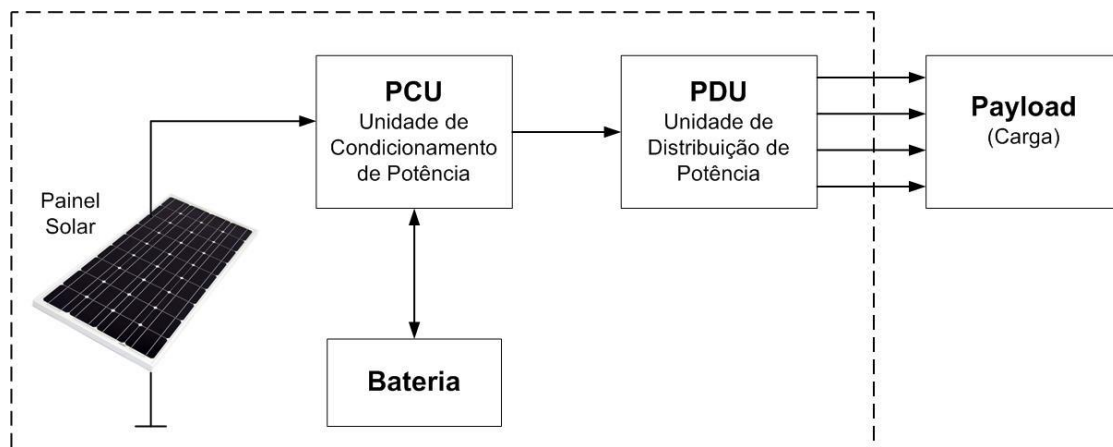 PCU
Unidade de
Condicionamento
de Potência
PDU
Unidade de
Distribuição de
Potência
Payload
(Carga)
Painel
Solar
Bateria